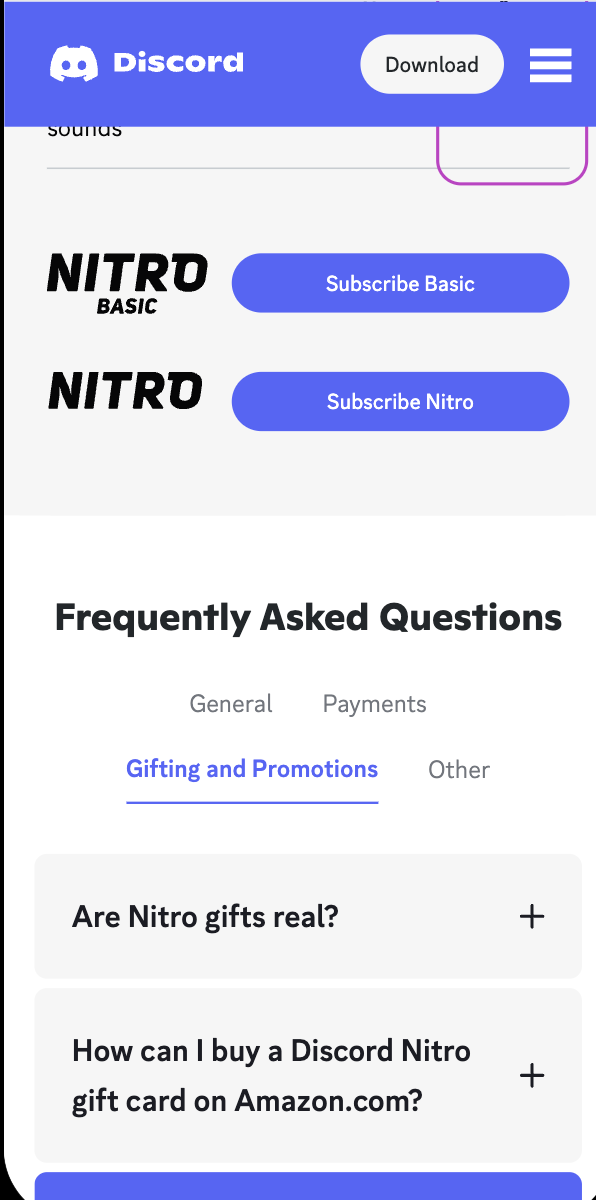 Discord
Download
sounds
NITRO
BASIC
Subscribe Basic
NITRO
Subscribe Nitro
Frequently Asked Questions
General Payments
Gifting and Promotions Other
Are Nitro gifts real?
How can I buy a Discord Nitro
gift card on Amazon.com?